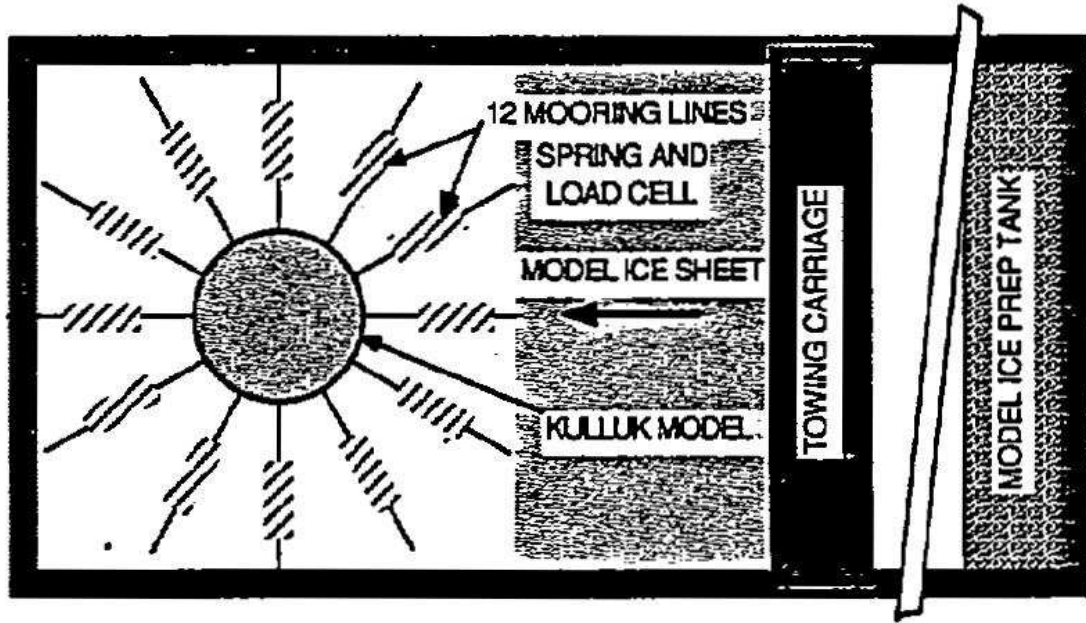 12 MOORING LINES
SPRING AND
LOAD CELL
MODEL ICE SHEET
KULLUK MODEL
TOWING CARRIAGE
MODEL ICE PREP TANK